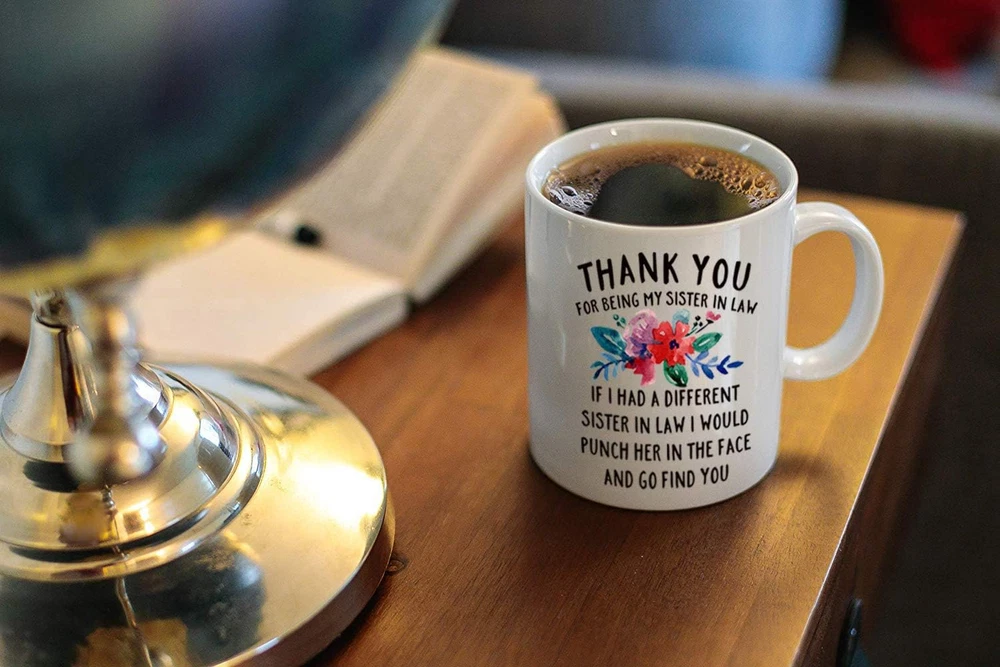 THANK YOU
FOR BEING MY SISTER IN LAW
IF I HAD A DIFFERENT
SISTER IN LAW I WOULD
PUNCH HER IN THE FACE
AND GO FIND YOU